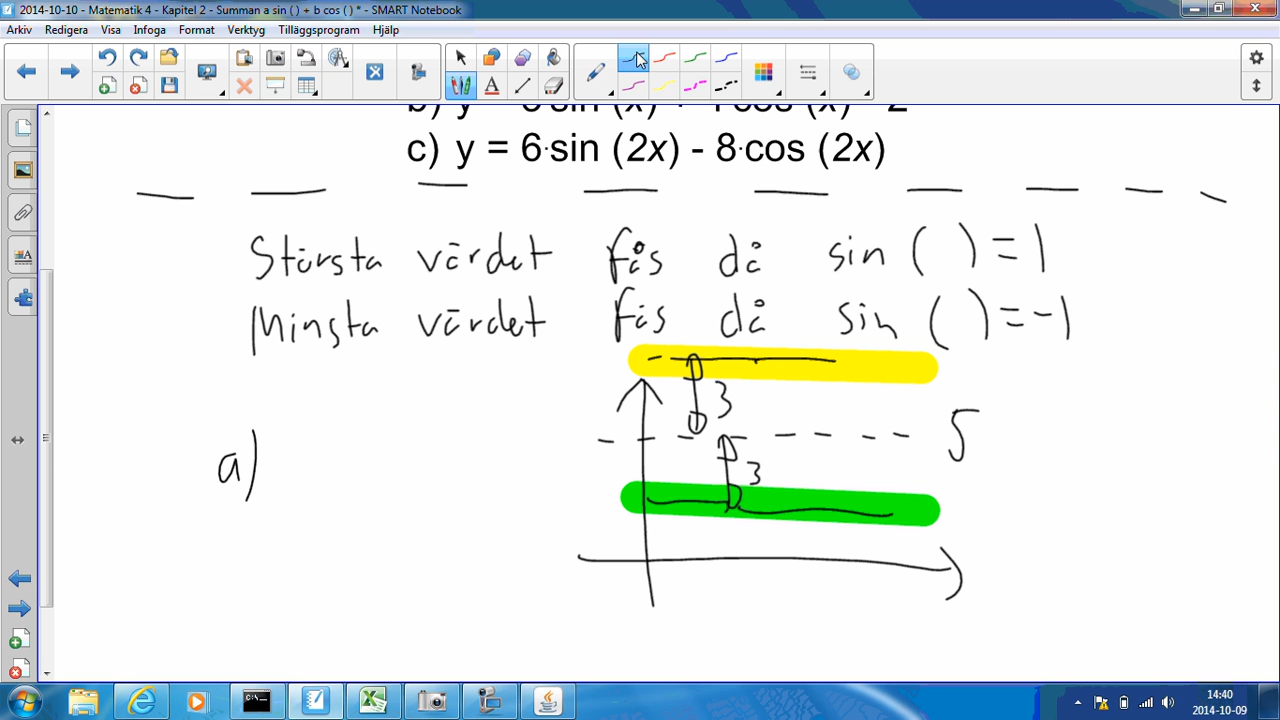 2014-10-10 - Matematik 4 - Kapitel 2 - Summan a sin ( ) + b cos ( ) * - SMART Notebook
Arkiv Redigera Visa Infoga Format Verktyg Tilläggsprogram Hjälp
c) y = 6·sin (2x) - 8·cos (2x)
Största värdet fås då sin ( ) = 1
Minsta värdet fås då sin ( ) = -1
3
5
a)
3
14:40
2014-10-09